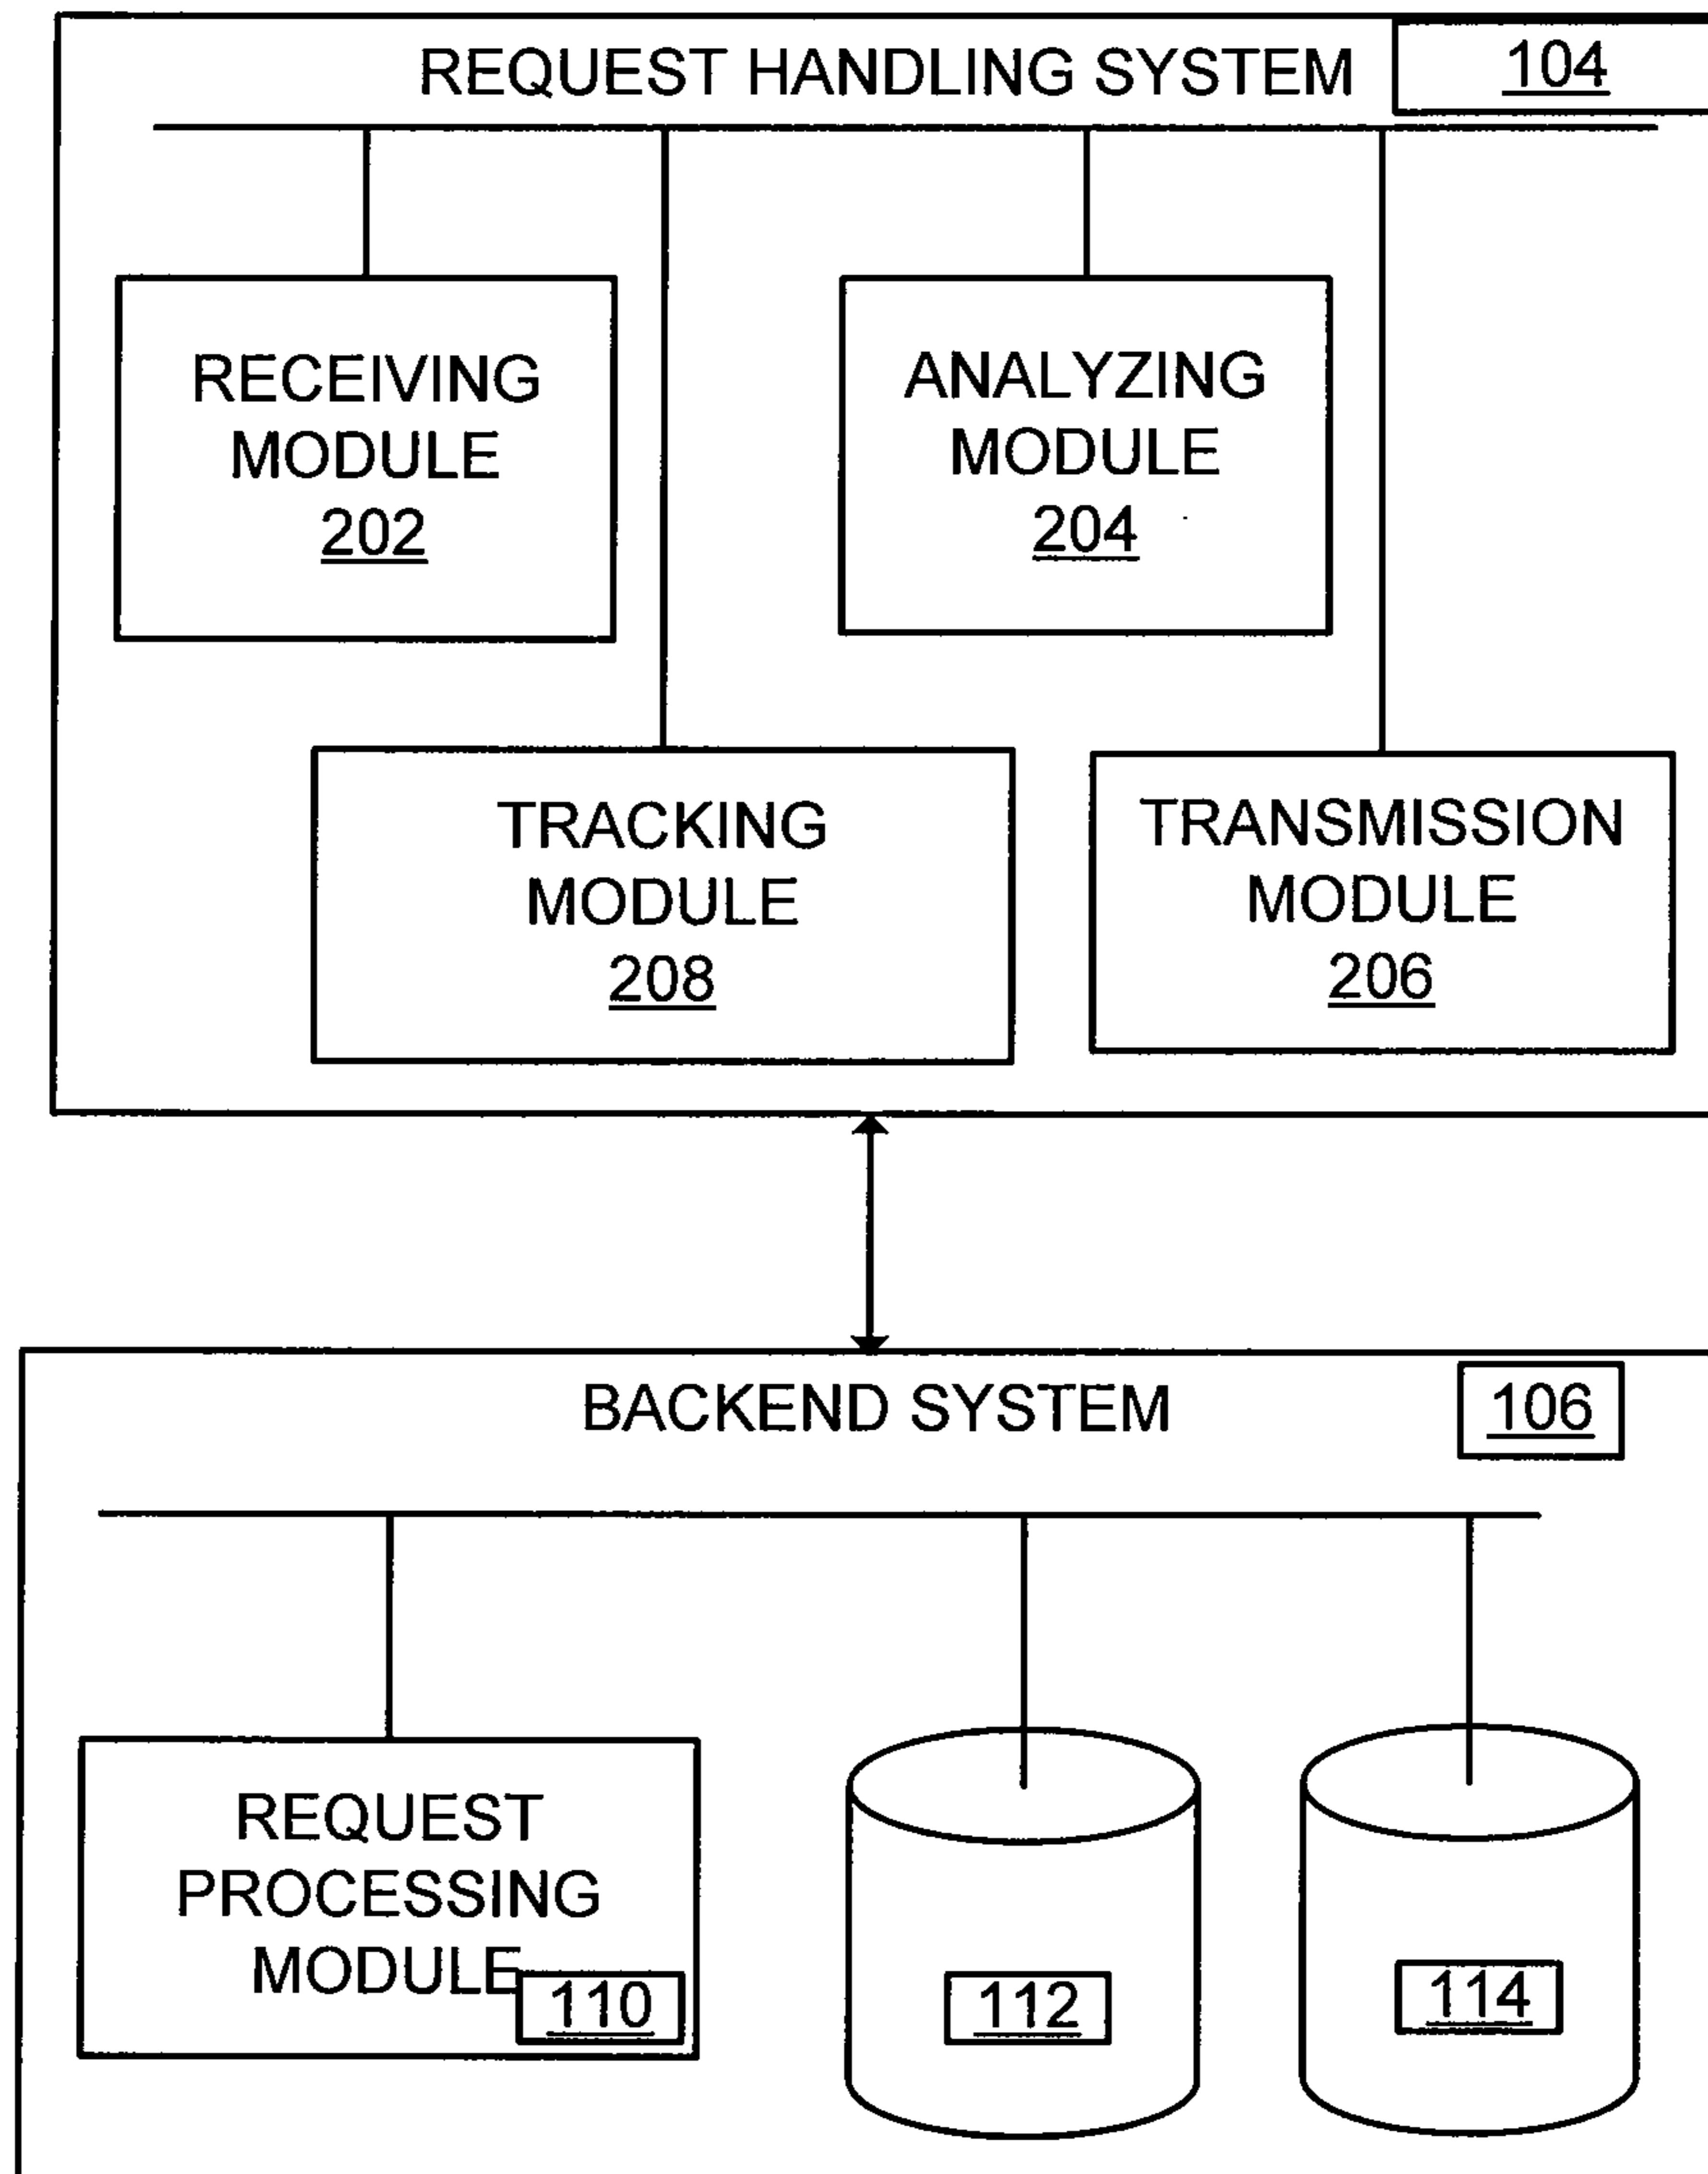 REQUEST HANDLING SYSTEM 104
RECEIVING
MODULE
202
ANALYZING
MODULE
204
TRACKING
MODULE
208
TRANSMISSION
MODULE
206
BACKEND SYSTEM 106
REQUEST
PROCESSING
MODULE 110
112
114